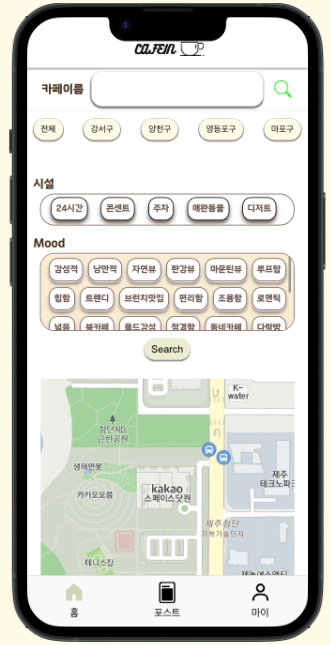 CAFEIN
카페이름
전체 강서구 양천구 영등포구 마포구
시설
24시간 콘센트 주차 애완동물 디저트
Mood
감성적 낭만적 자연뷰 한강뷰 마운틴뷰 루프탑
힙함 트렌디 브런치맛집 편리함 조용함 로맨틱
넓음 북카페 올드감성 청결함 동네카페 다락방
Search
K-
water
첨단제D
근린공원
생태연못
kakao
스페이스닷원
제주
테크노파크
카카오오름
제주첨단
과학기술단지
테니스장
홈 포스트 마이